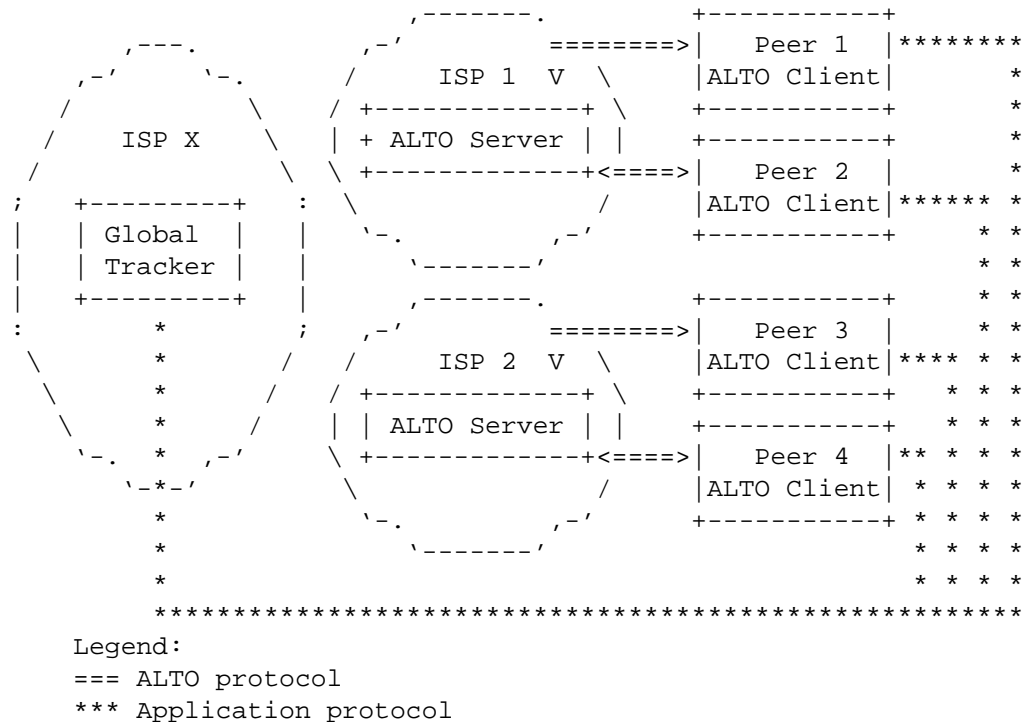 Peer 1
ISP 1 V
ALTO Client
ISP X
ALTO Server
Peer 2
ALTO Client
Global
Tracker
Peer 3
ISP 2 V
ALTO Client
ALTO Server
Peer 4
ALTO Client
Legend:
=== ALTO protocol
*** Application protocol